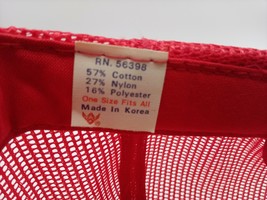 RN. 56398
57% Cotton
27% Nylon
16% Polyester
One Size Fits All
Made In Korea